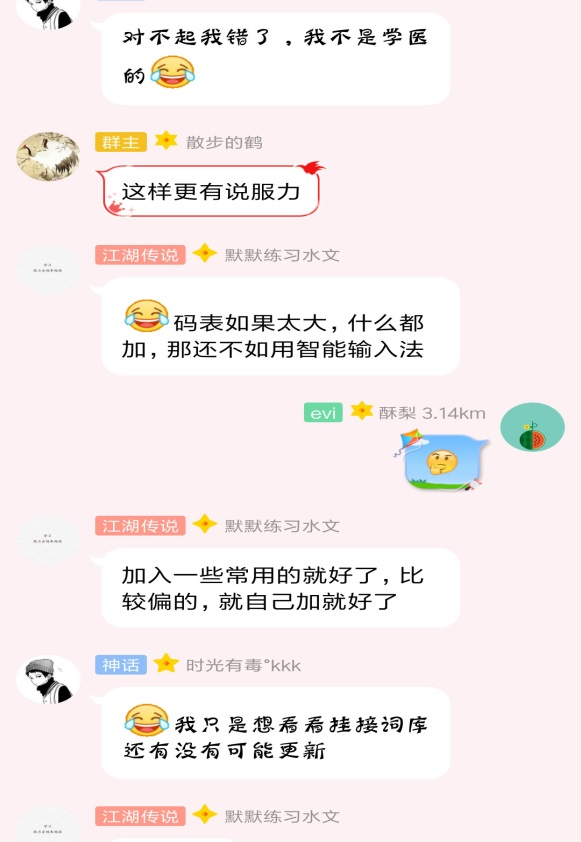 对不起我错了，我不是学医
的
群主 散步的鹤
这样更有说服力
江湖传说 默默练习水文
码表如果太大，什么都
加，那还不如用智能输入法
evi 酥梨 3.14km
江湖传说 默默练习水文
加入一些常用的就好了，比
较偏的，就自己加就好了
神话 时光有毒°kkk
我只是想看看挂接词库
还有没有可能更新
江湖传说 默默练习水文